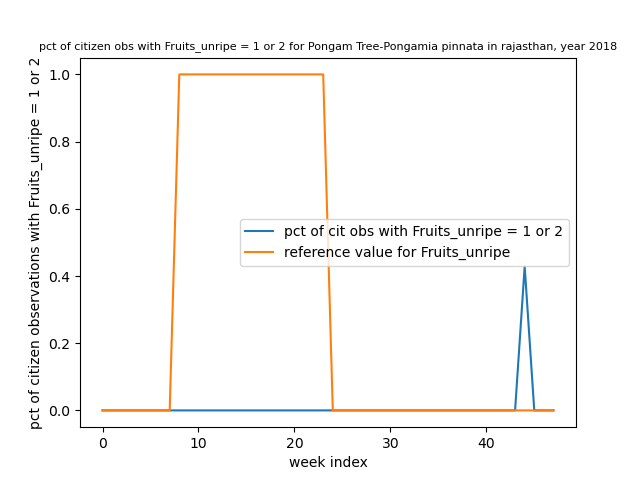 pct of citizen obs with Fruits_unripe = 1 or 2 for Pongam Tree-Pongamia pinnata in rajasthan, year 2018
pct of citizen observations with Fruits_unripe = 1 or 2
1.0
0.8
0.6
0.4
0.2
0.0
pct of cit obs with Fruits_unripe = 1 or 2
reference value for Fruits_unripe
0
10
20
30
40
week index